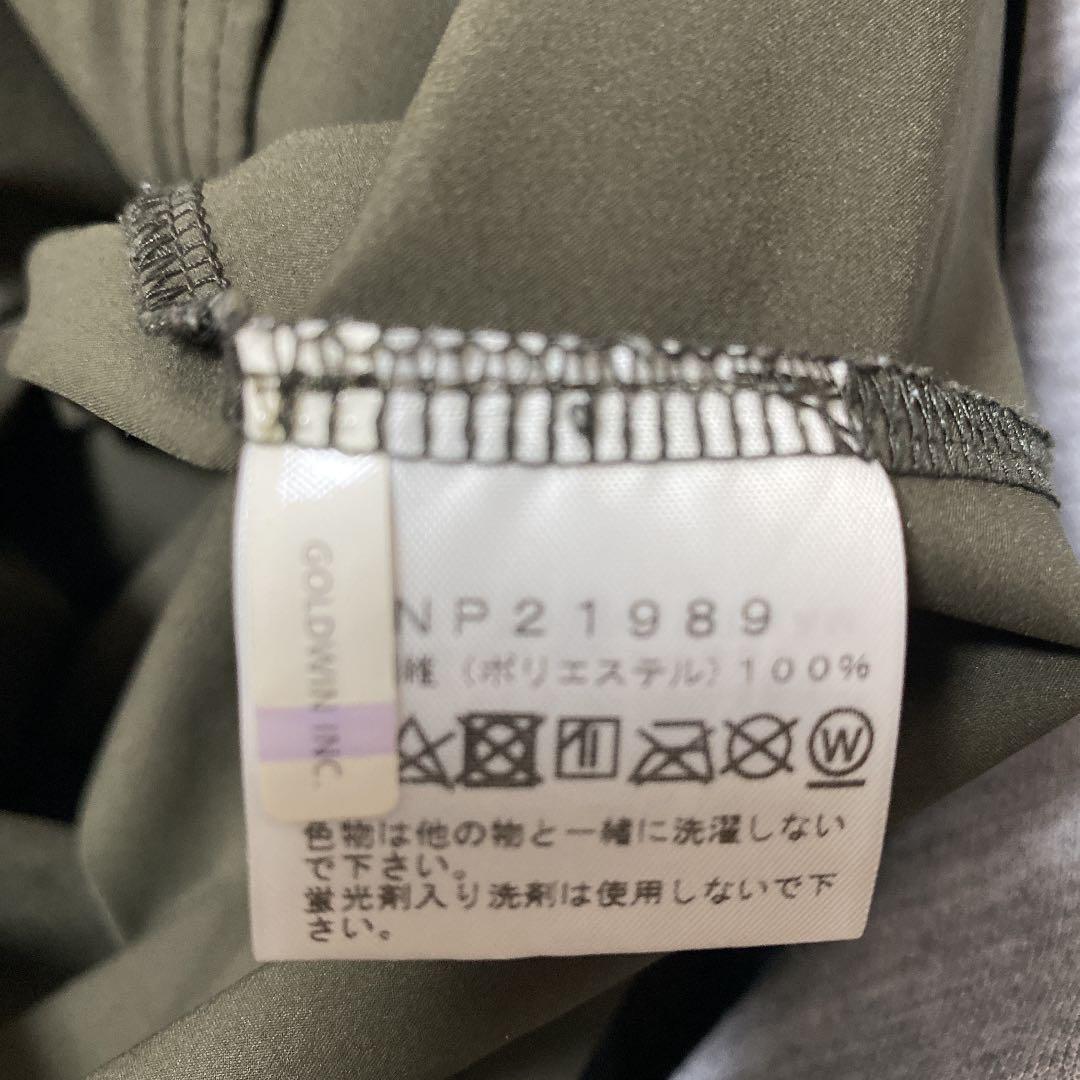 GOLDWIN INC.
NP21989
維（ポリエステル）100%
W
色物は他の物と一緒に洗濯しない
で下さい。
蛍光剤入り洗剤は使用しないで下
さい。